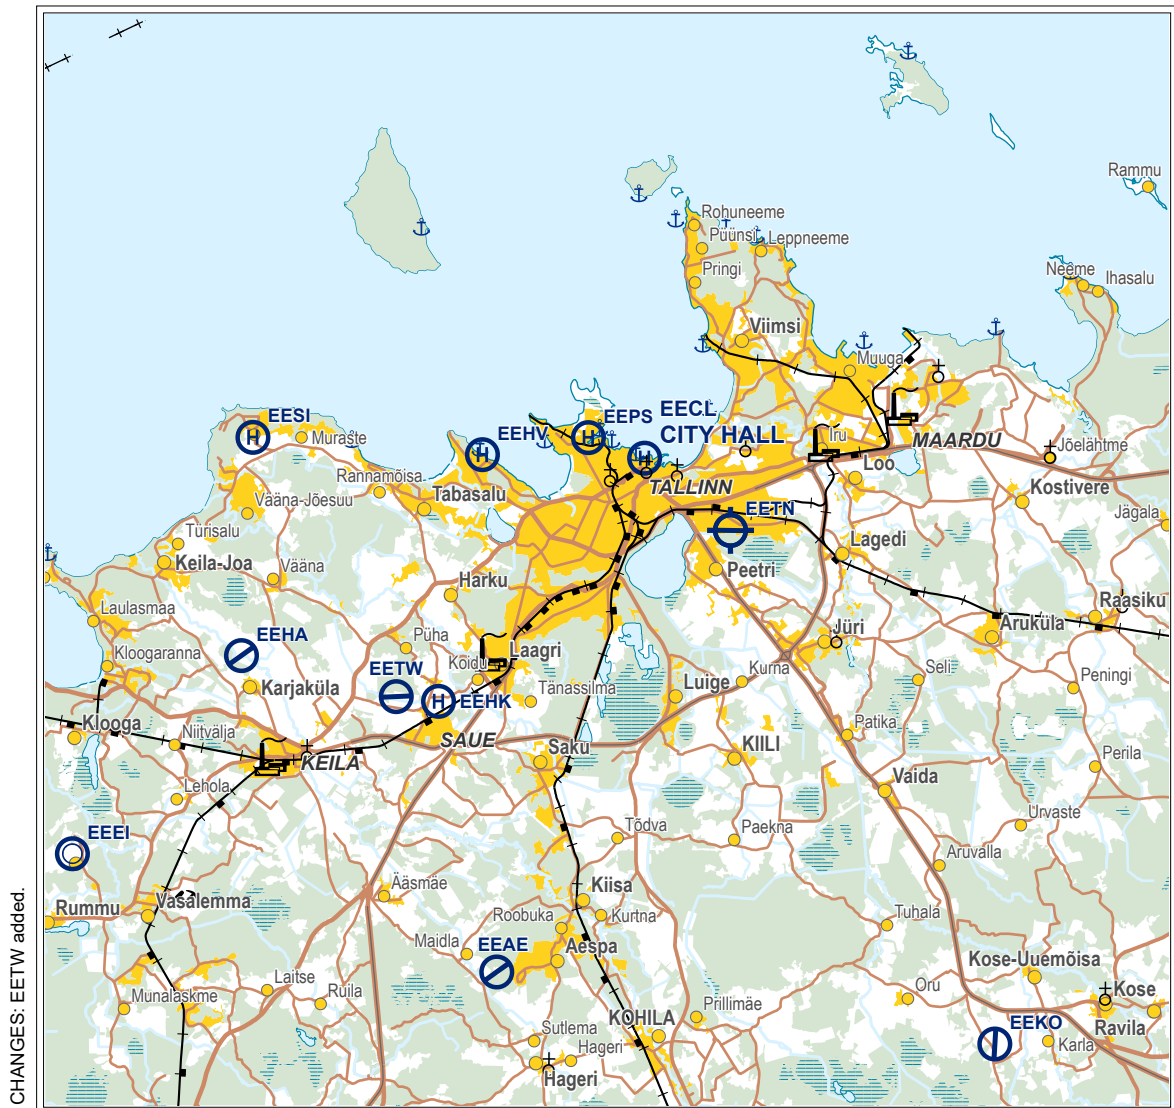 Rammu
Rohuneeme
Püünsi
Leppneeme
Pringi
Neeme
Ihasalu
Viimsi
Muuga
EESI
EEHV
EEPS
EECL
CITY HALL
H
H
H
H
Muraste
Iru
MAARDU
Jõelähtme
Rannamõisa
Tabasalu
TALLINN
Loo
Kostivere
Vääna-Jõesuu
EETN
Jägala
Turisalu
Keila-Joa
Vääna
Harku
Peetri
Lagedi
Laulasmaa
Raasiku
EEHA
Püha
Jüri
Aruküla
Kloogaranna
EETW
Köidu
Laagri
Kurna
Seli
Peningi
Karjaküla
H
EEHK
Tänassilma
Luige
Klooga
Niitvälja
SAUE
Saku
KIILI
Patika
KEILA
Perila
Lehola
Vaida
EEEI
Tõdva
Paekna
Urvaste
Aruvalla
Ääsmäe
Kiisa
Rummu
Vasalemma
Roobuka
Kurtna
Tuhala
Maidla
EEAE
Aespa
Kose-Uuemõisa
Laitse
Ruila
Munalaskme
Oru
Kose
Prillimäe
KOHILA
EEKO
Ravila
Sutlema
Hageri
Karla
Hageri
CHANGES: EETW added.